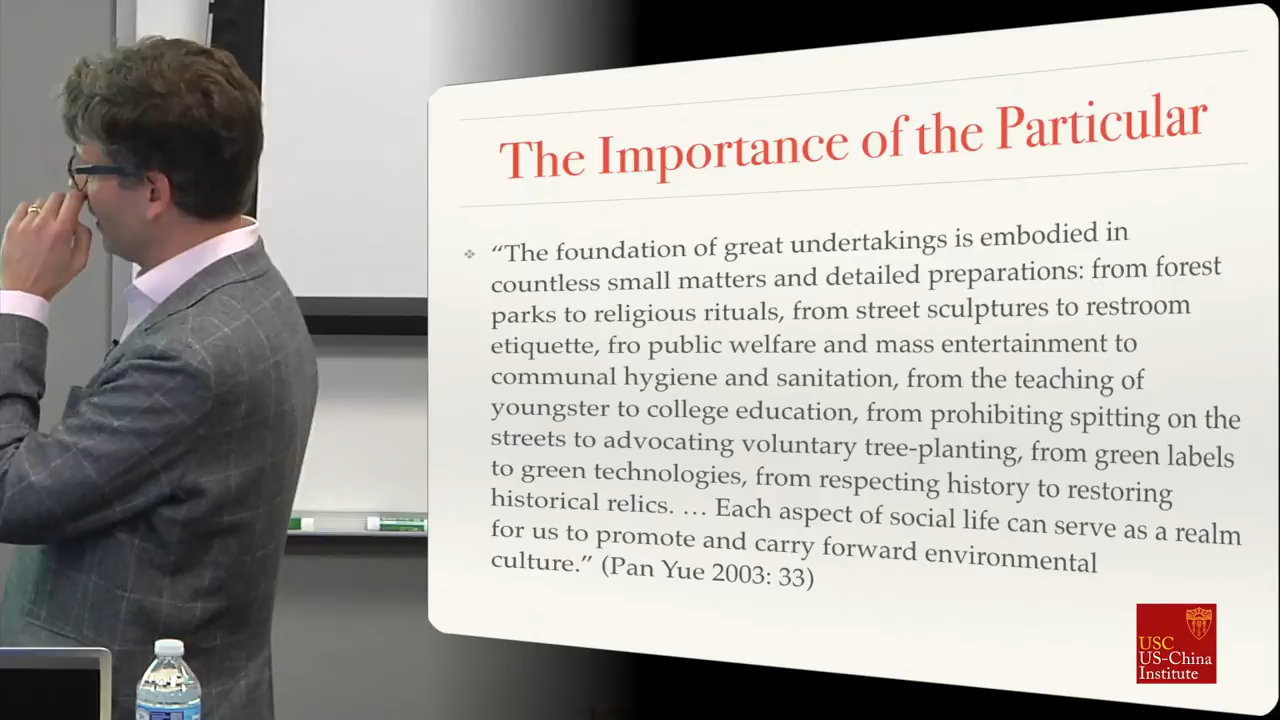 The Importance of the Particular
“The foundation of great undertakings is embodied in
countless small matters and detailed preparations: from forest
parks to religious rituals, from street sculptures to restroom
etiquette, fro public welfare and mass entertainment to
communal hygiene and sanitation, from the teaching of
youngster to college education, from prohibiting spitting on the
streets to advocating voluntary tree-planting, from green labels
to green technologies, from respecting history to restoring
historical relics. … Each aspect of social life can serve as a realm
for us to promote and carry forward environmental
culture.” (Pan Yue 2003: 33)
USC
US-China
Institute